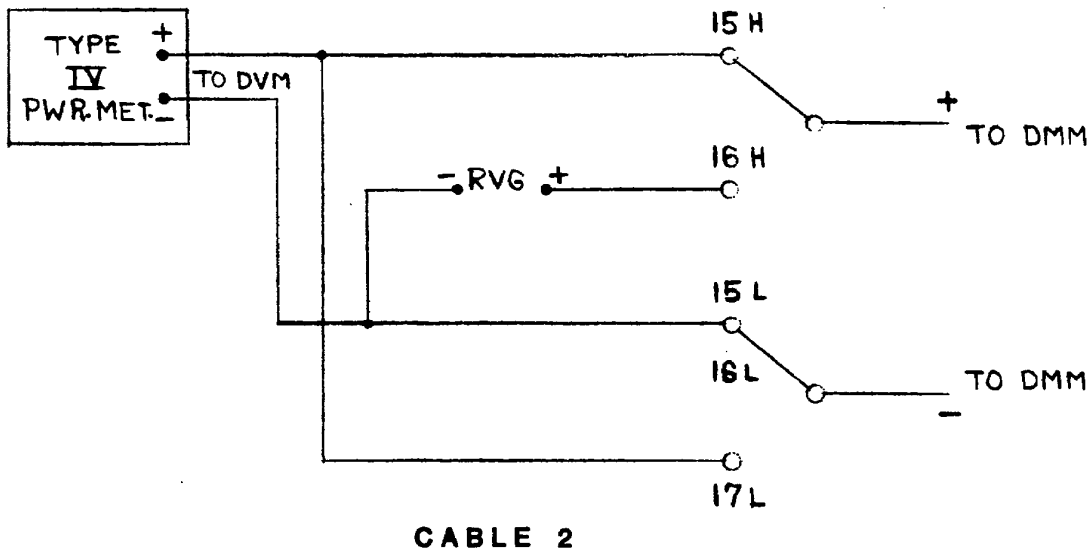 TYPE
IV
PWR.MET.
+
-
TO DVM
15 H
+
TO DMM
16 H
- RVG +
15 L
16 L
TO DMM
-
17 L
CABLE 2